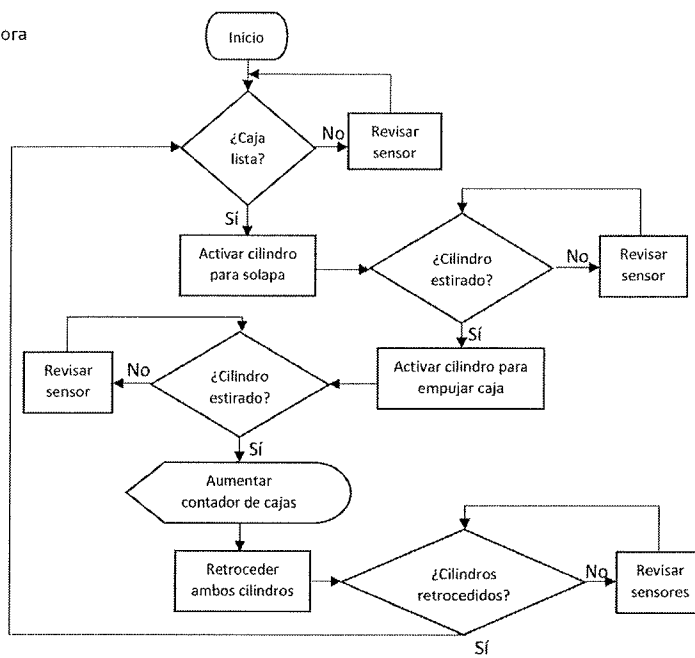 ora
Inicio
¿Caja
lista?
No
Revisar
sensor
Sí
Activar cilindro
para solapa
¿Cilindro
estirado?
No
Revisar
sensor
Sí
Activar cilindro para
empujar caja
¿Cilindro
estirado?
No
Revisar
sensor
Sí
Aumentar
contador de cajas
Retroceder
ambos cilindros
¿Cilindros
retrocedidos?
No
Revisar
sensores
Sí